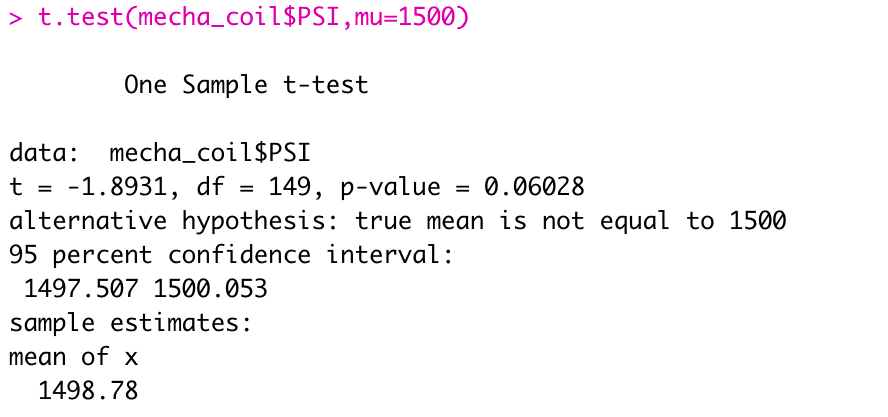 > t.test(mecha_coil$PSI,mu=1500)
One Sample t-test
data:  mecha_coil$PSI
t = -1.8931, df = 149, p-value = 0.06028
alternative hypothesis: true mean is not equal to 1500
95 percent confidence interval:
1497.507 1500.053
sample estimates:
mean of x
1498.78